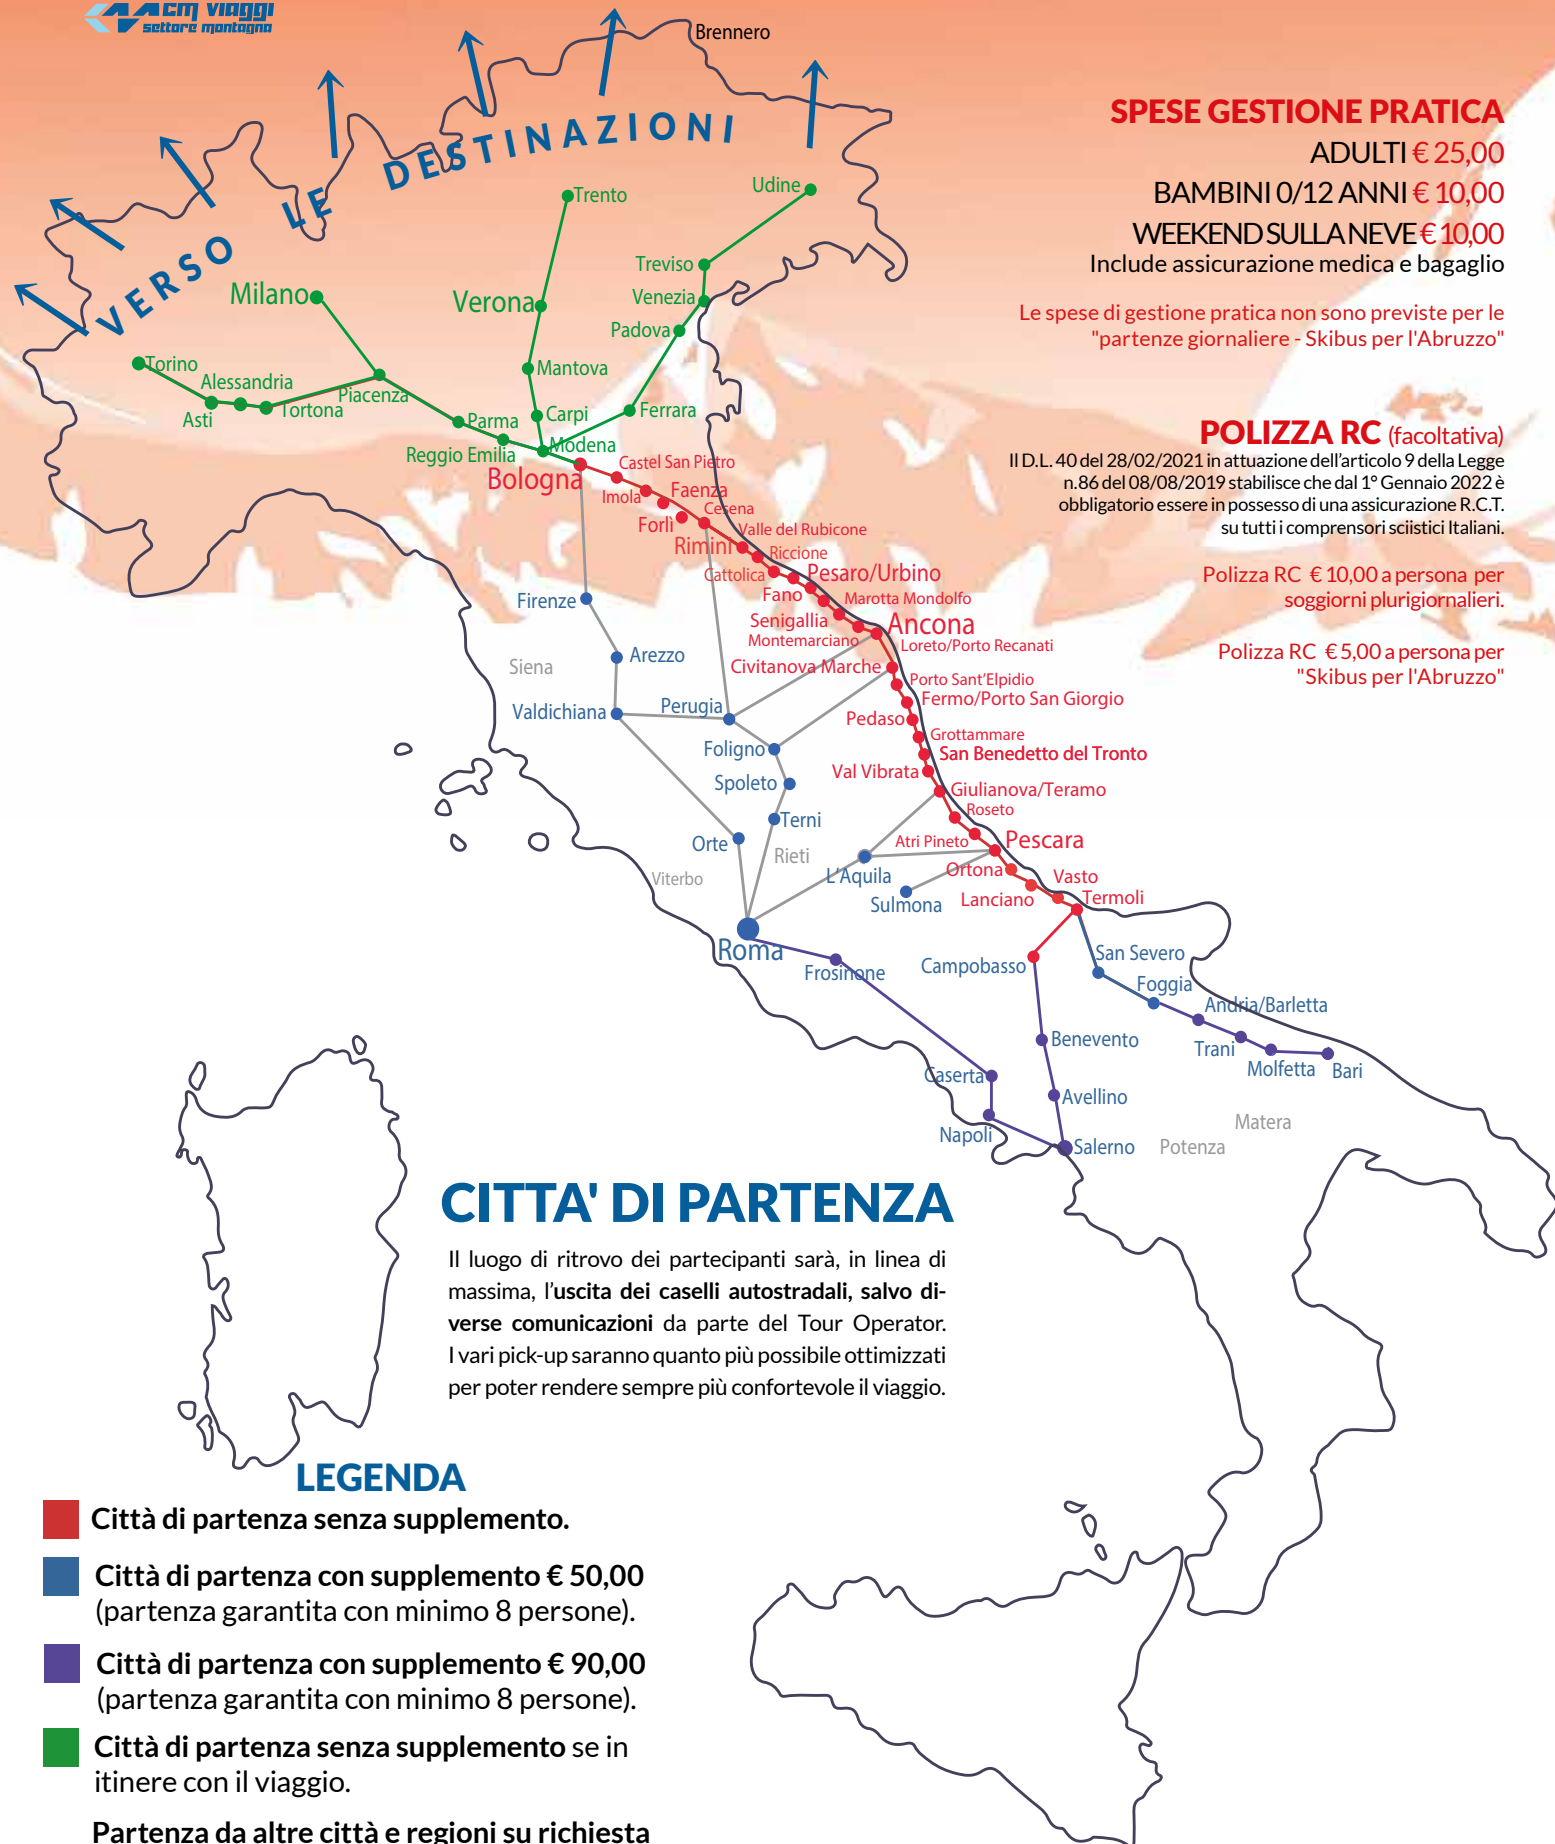 acm viaggi
settore montagna
Brennero
VERSO LE DESTINAZIONI
SPESE GESTIONE PRATICA
ADULTI € 25,00
BAMBINI 0/12 ANNI € 10,00
WEEKEND SULLA NEVE € 10,00
Include assicurazione medica e bagaglio
Le spese di gestione pratica non sono previste per le
"partenze giornaliere - Skibus per l'Abruzzo"
POLIZZA RC (facoltativa)
Il D.L. 40 del 28/02/2021 in attuazione dell'articolo 9 della Legge
n.86 del 08/08/2019 stabilisce che dal 1° Gennaio 2022 è
obbligatorio essere in possesso di una assicurazione R.C.T.
su tutti i comprensori sciistici Italiani.
Polizza RC € 10,00 a persona per
soggiorni plurigiornalieri.
Polizza RC € 5,00 a persona per
"Skibus per l'Abruzzo"
Trento
Udine
Treviso
Milano
Verona
Venezia
Padova
Torino
Mantova
Alessandria
Piacenza
Asti
Tortona
Parma
Carpi
Ferrara
Reggio Emilia
Modena
Bologna
Castel San Pietro
Imola
Faenza
Cesena
Forlì
Valle del Rubicone
Rimini
Riccione
Cattolica
Pesaro/Urbino
Fano
Marotta Mondolfo
Senigallia
Ancona
Montemarciano
Loreto/Porto Recanati
Civitanova Marche
Porto Sant'Elpidio
Fermo/Porto San Giorgio
Pedaso
Grottammare
San Benedetto del Tronto
Val Vibrata
Giulianova/Teramo
Roseto
Atri Pineto
Pescara
Ortona
Vasto
Lanciano
Termoli
Firenze
Siena
Arezzo
Valdichiana
Perugia
Foligno
Spoleto
Terni
Orte
Rieti
Viterbo
L'Aquila
Sulmona
Roma
Frosinone
Campobasso
San Severo
Foggia
Andria/Barletta
Trani
Molfetta
Bari
Benevento
Caserta
Avellino
Napoli
Salerno
Matera
Potenza
CITTA' DI PARTENZA
Il luogo di ritrovo dei partecipanti sarà, in linea di
massima, l'uscita dei caselli autostradali, salvo di-
verse comunicazioni da parte del Tour Operator.
I vari pick-up saranno quanto più possibile ottimizzati
per poter rendere sempre più confortevole il viaggio.
LEGENDA
Città di partenza senza supplemento.
Città di partenza con supplemento € 50,00
(partenza garantita con minimo 8 persone).
Città di partenza con supplemento € 90,00
(partenza garantita con minimo 8 persone).
Città di partenza senza supplemento se in
itinere con il viaggio.
Partenza da altre città e regioni su richiesta